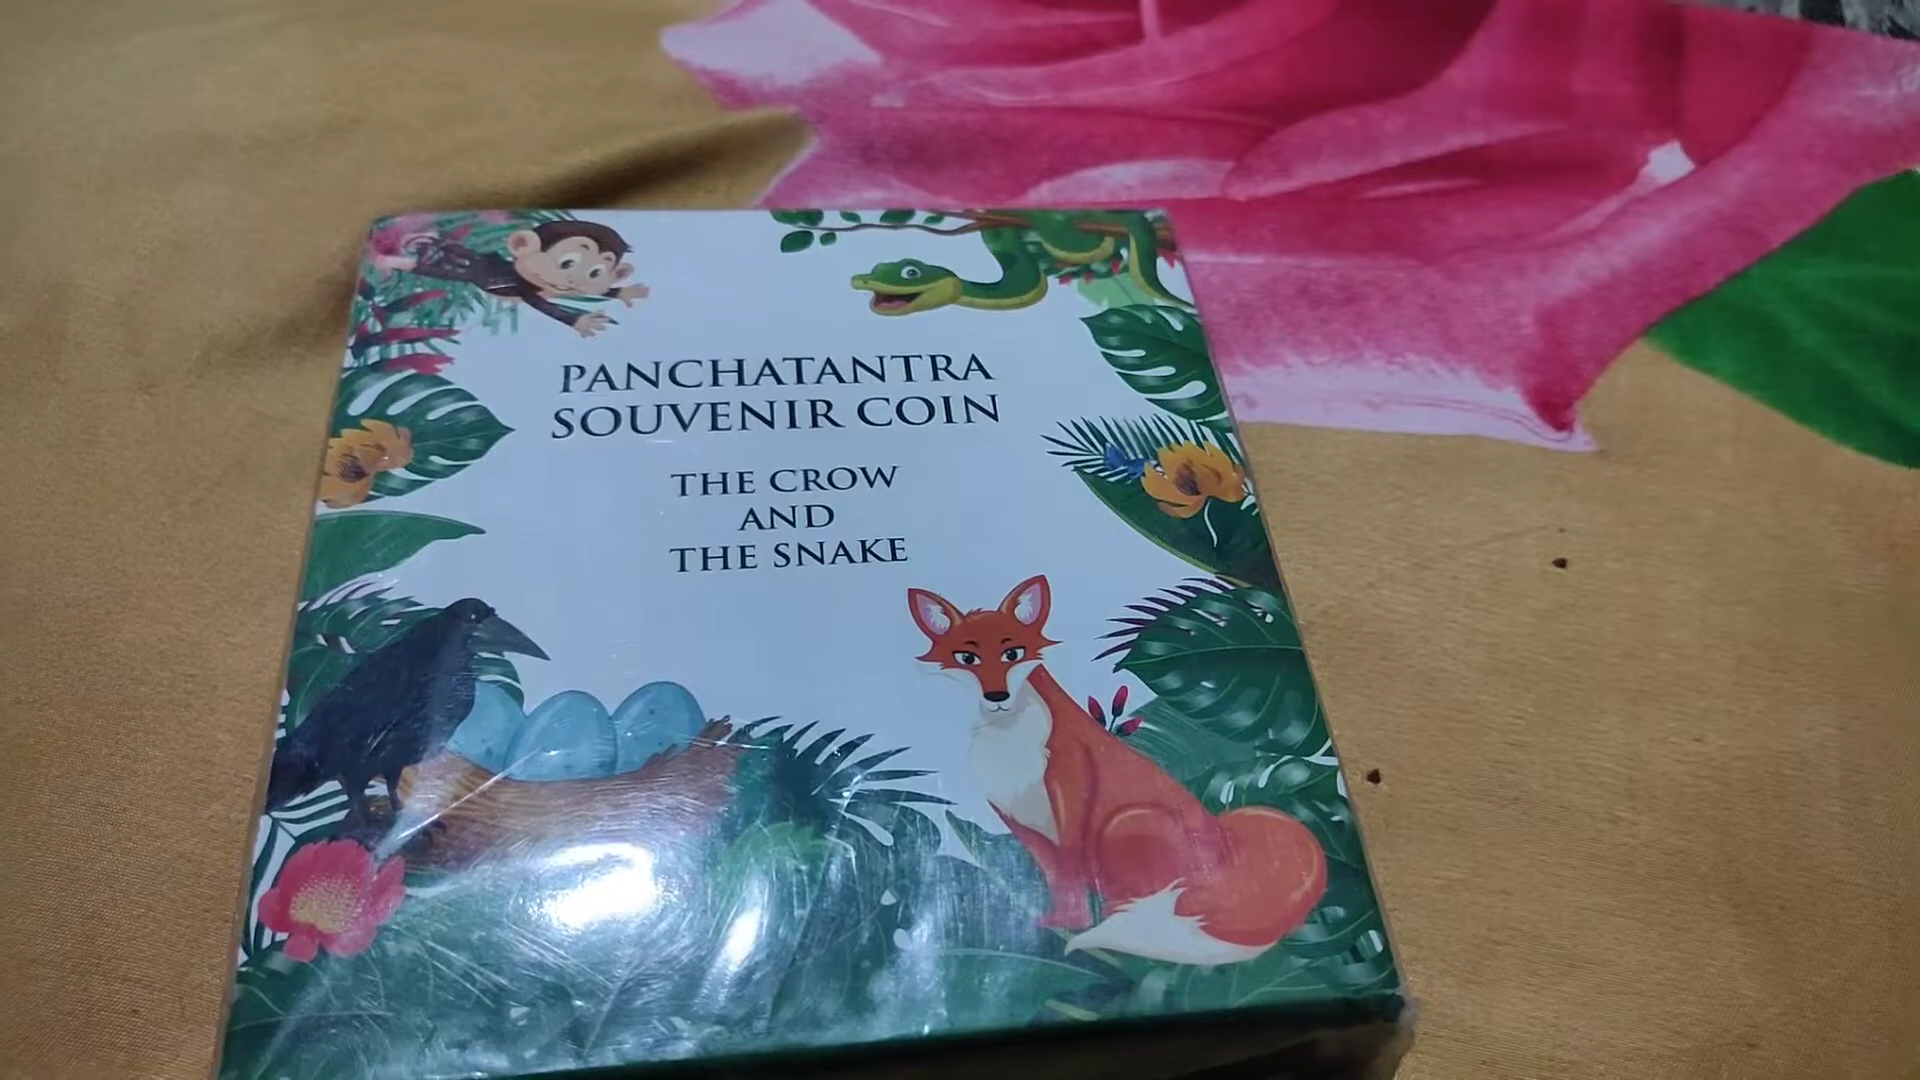 PANCHATANTRA
SOUVENIR COIN
THE CROW
AND
THE SNAKE